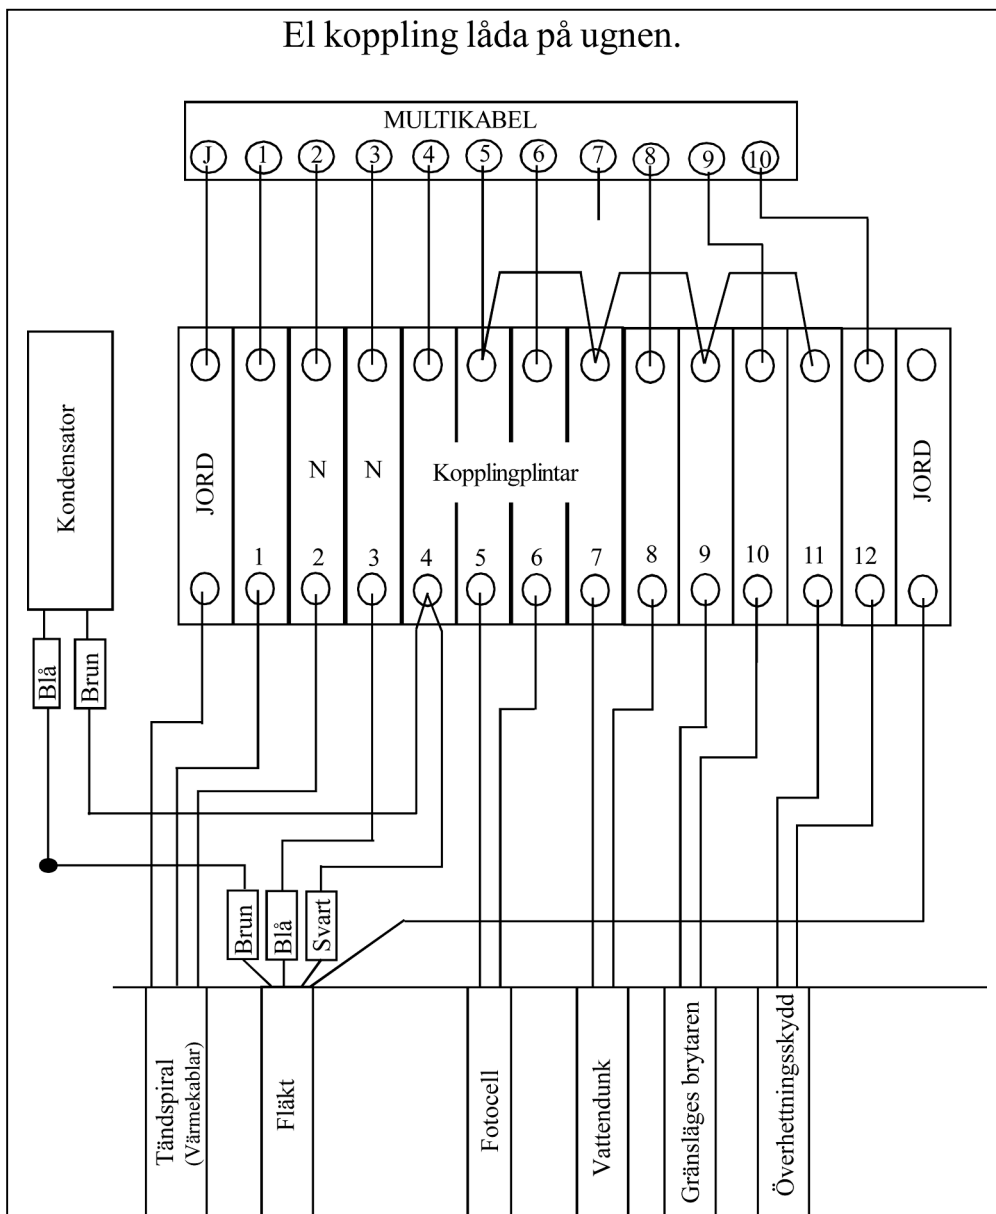 El koppling låda på ugnen.
MULTIKABEL
J 1 2 3 4 5 6 7 8 9 10
Kondensator
JORD
N N
Kopplingplintar
JORD
1 2 3 4 5 6 7 8 9 10 11 12
Blå
Brun
Brun
Blå
Svart
Tändspiral
(Värmekablar)
Fläkt
Fotocell
Vattendunk
Gränsläges brytaren
Överhettningsskydd